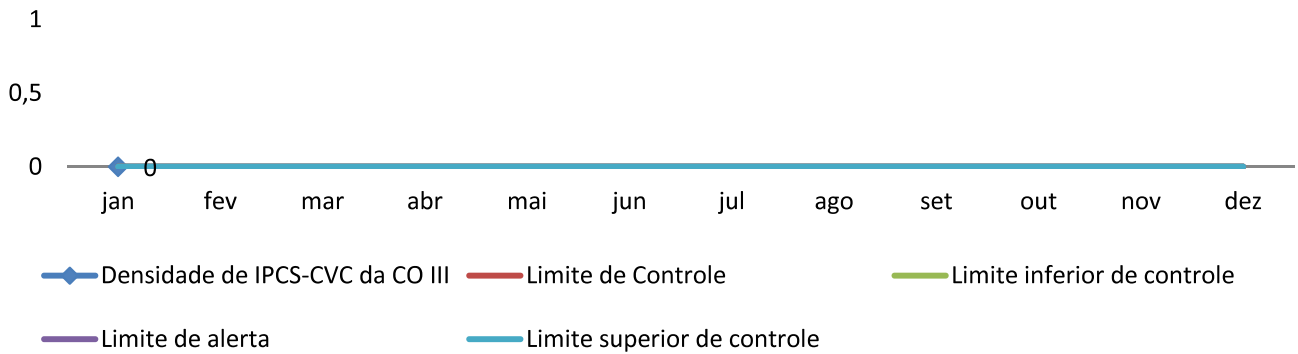 1
0,5
0
0
jan fev mar abr mai jun jul ago set out nov dez
Densidade de IPCS-CVC da CO III Limite de Controle Limite inferior de controle
Limite de alerta Limite superior de controle